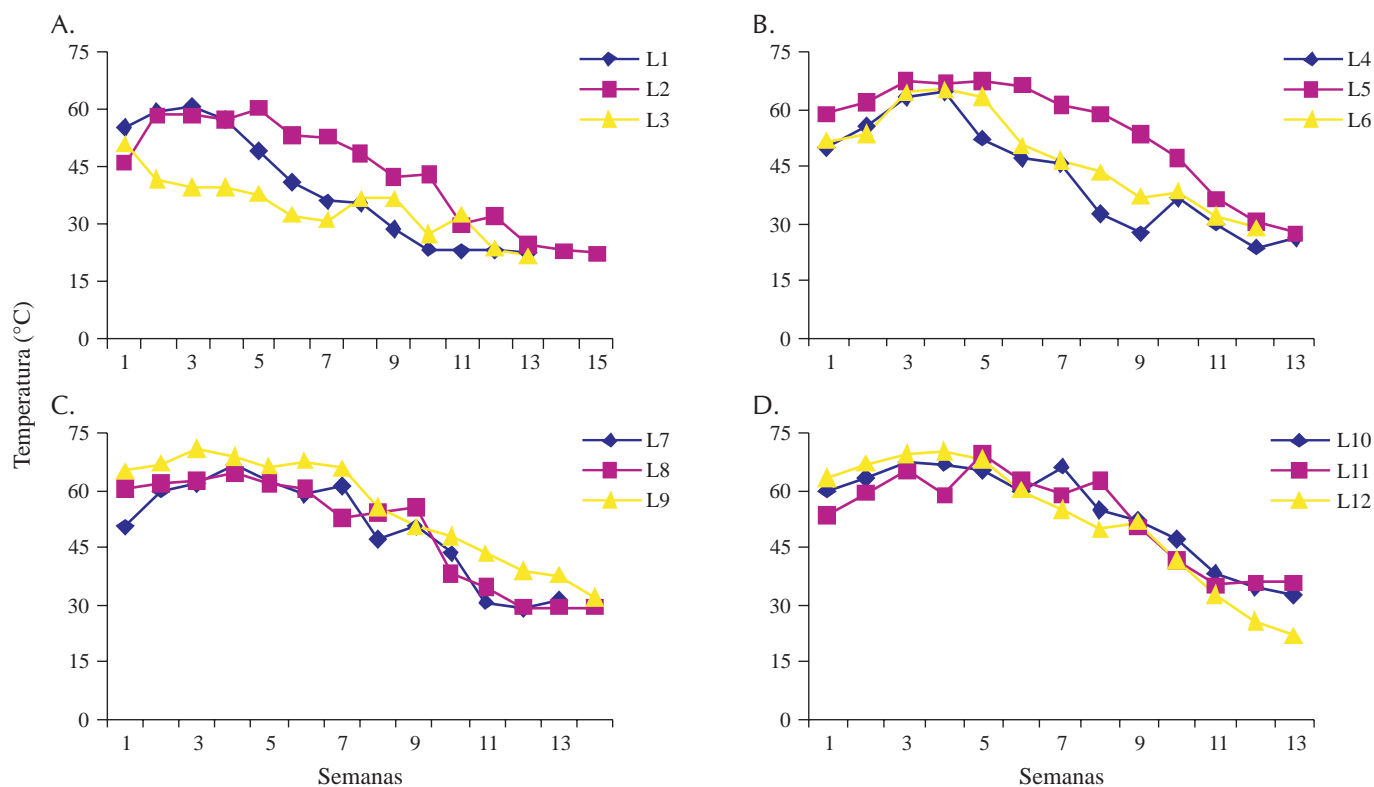 A.
75
60
45
30
15
0
1 3 5 7 9 11 13 15
L1
L2
L3
B.
75
60
45
30
15
0
1 3 5 7 9 11 13
L4
L5
L6
Temperatura (°C)
C.
75
60
45
30
15
0
1 3 5 7 9 11 13
Semanas
L7
L8
L9
D.
75
60
45
30
15
0
1 3 5 7 9 11 13
Semanas
L10
L11
L12